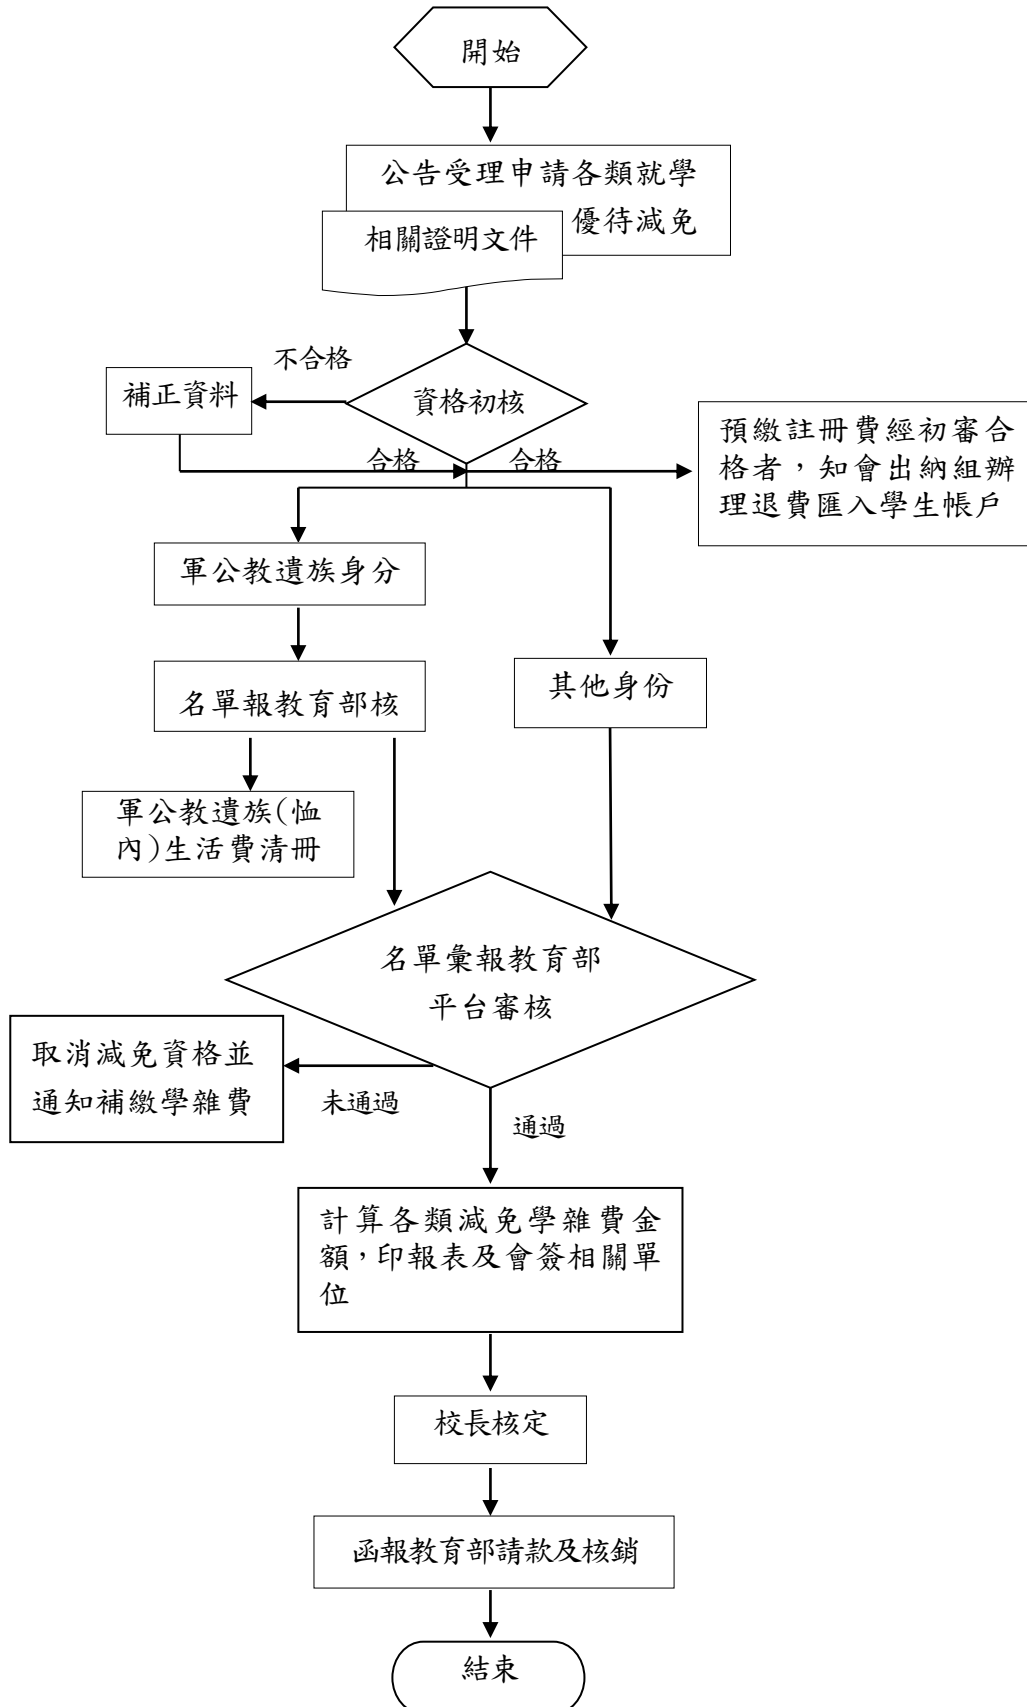 開始
公告受理申請各類就學
優待減免
相關證明文件
不合格
補正資料
資格初核
合格
合格
預繳註冊費經初審合
格者，知會出納組辦
理退費匯入學生帳戶
軍公教遺族身分
名單報教育部核
其他身份
軍公教遺族(恤
內)生活費清冊
名單彙報教育部
平台審核
取消減免資格並
通知補繳學雜費
未通過
通過
計算各類減免學雜費金
額，印報表及會簽相關單
位
校長核定
函報教育部請款及核銷
結束